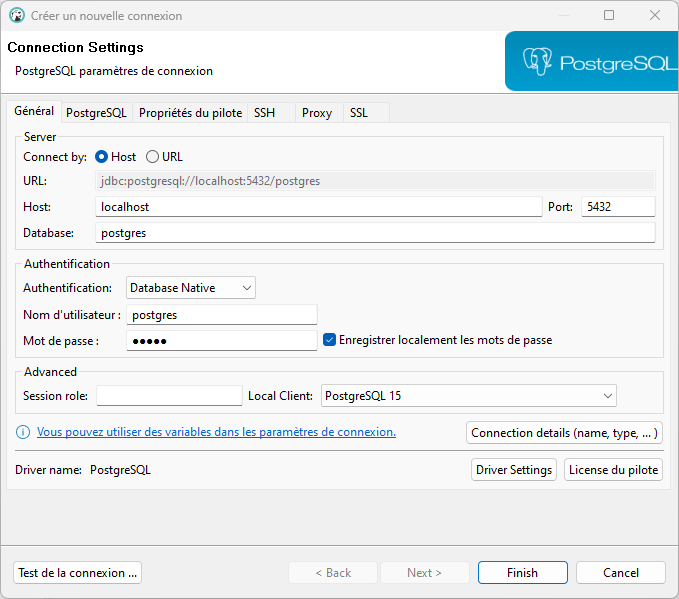 Créer un nouvelle connexion
Connection Settings
PostgreSQL paramètres de connexion
PostgreSQL
Général PostgreSQL Propriétés du pilote SSH Proxy SSL
Server
Connect by: Host URL
URL: jdbc:postgresql://localhost:5432/postgres
Host: localhost Port: 5432
Database: postgres
Authentification
Authentification: Database Native
Nom d'utilisateur : postgres
Mot de passe : ●●●●● Enregistrer localement les mots de passe
Advanced
Session role: Local Client: PostgreSQL 15
Vous pouvez utiliser des variables dans les paramètres de connexion. Connection details (name, type, ... )
Driver name: PostgreSQL Driver Settings License du pilote
Test de la connexion ... < Back Next > Finish Cancel